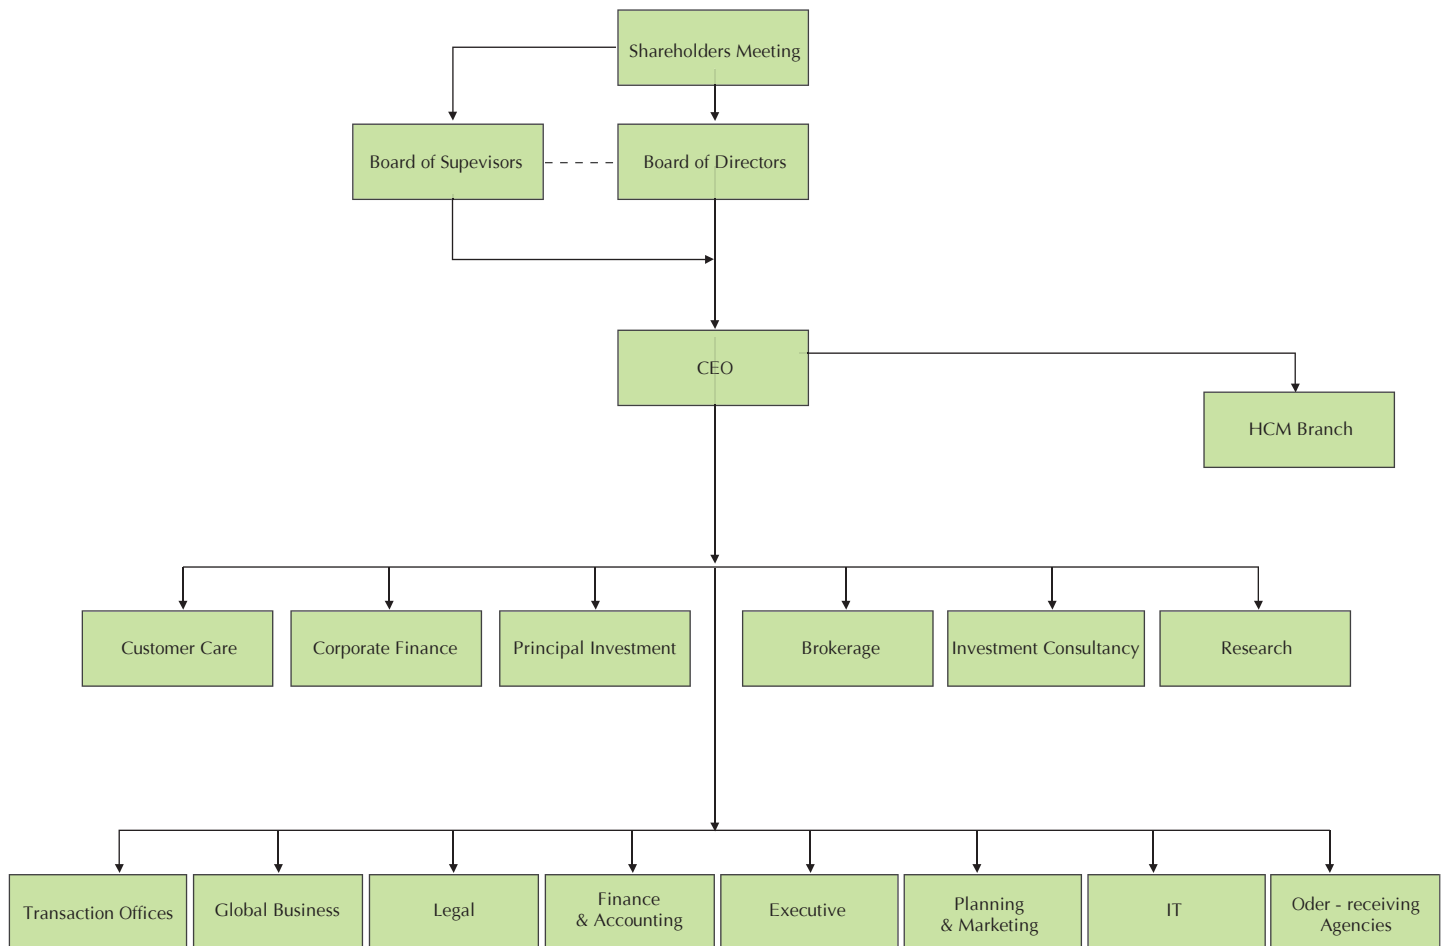 Shareholders Meeting
Board of Supevisors
Board of Directors
CEO
HCM Branch
Customer Care
Corporate Finance
Principal Investment
Brokerage
Investment Consultancy
Research
Transaction Offices
Global Business
Legal
Finance
& Accounting
Executive
Planning
& Marketing
IT
Oder - receiving
Agencies